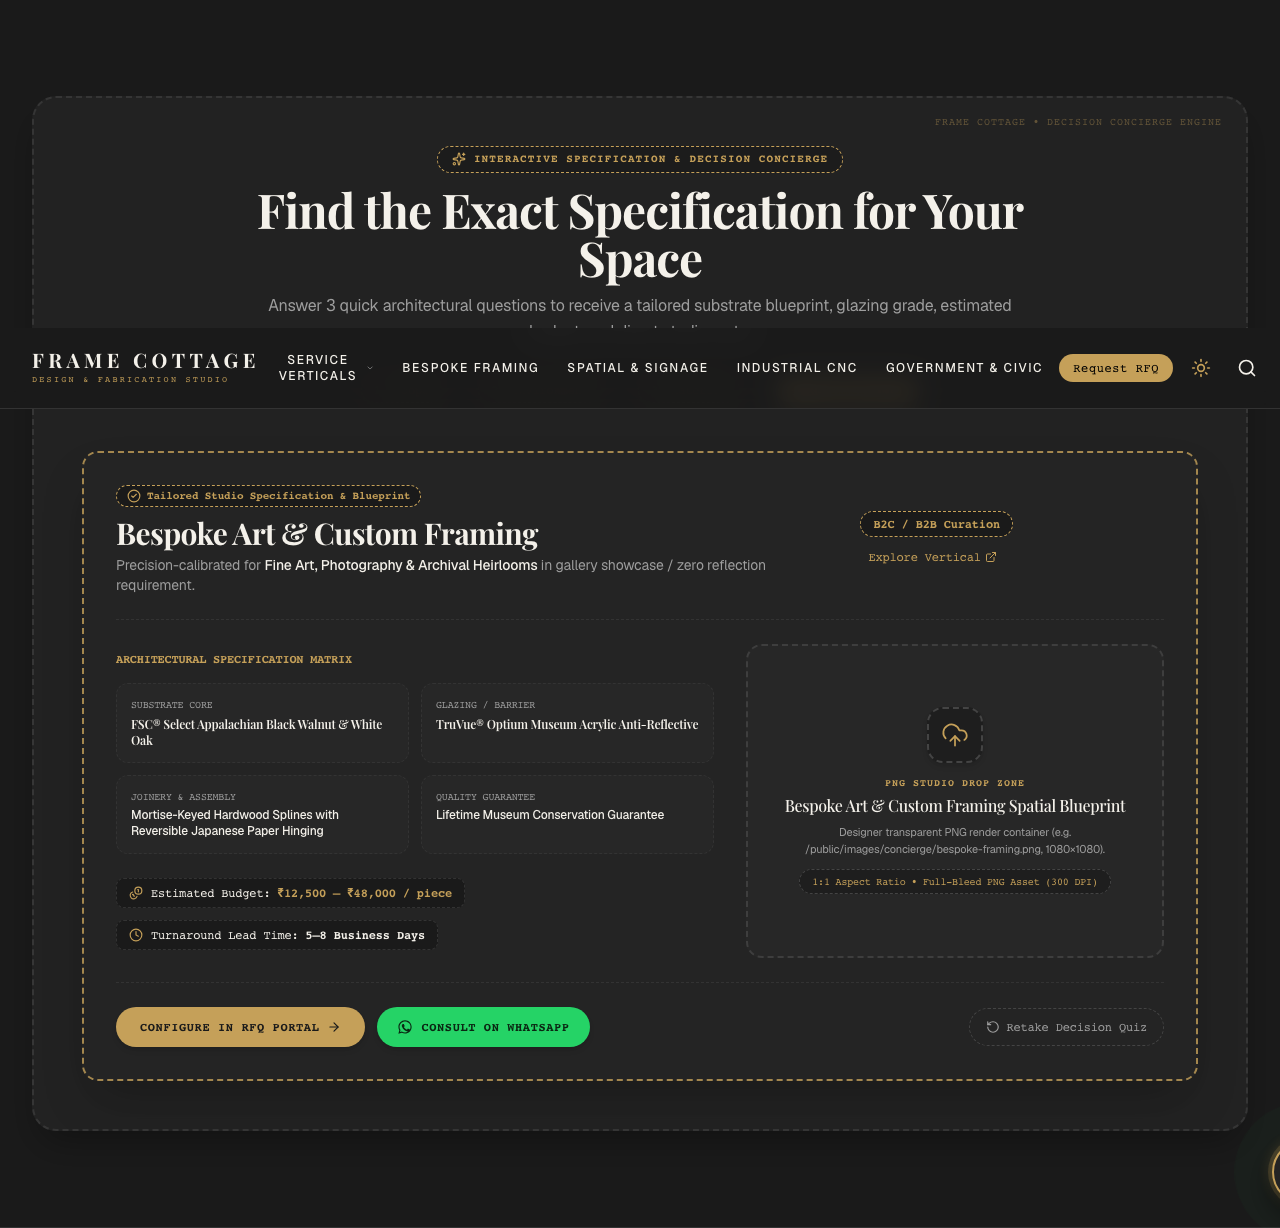 FRAME COTTAGE • DECISION CONCIERGE ENGINE
INTERACTIVE SPECIFICATION & DECISION CONCIERGE
Find the Exact Specification for Your
Space
Answer 3 quick architectural questions to receive a tailored substrate blueprint, glazing grade, estimated
FRAME COTTAGE
DESIGN & FABRICATION STUDIO
SERVICE
VERTICALS
BESPOKE FRAMING
SPATIAL & SIGNAGE
INDUSTRIAL CNC
GOVERNMENT & CIVIC
Request RFQ
Tailored Studio Specification & Blueprint
Bespoke Art & Custom Framing
Precision-calibrated for Fine Art, Photography & Archival Heirlooms in gallery showcase / zero reflection
requirement.
B2C / B2B Curation
Explore Vertical
ARCHITECTURAL SPECIFICATION MATRIX
SUBSTRATE CORE
FSC® Select Appalachian Black Walnut & White
Oak
GLAZING / BARRIER
TruVue® Optium Museum Acrylic Anti-Reflective
JOINERY & ASSEMBLY
Mortise-Keyed Hardwood Splines with
Reversible Japanese Paper Hinging
QUALITY GUARANTEE
Lifetime Museum Conservation Guarantee
Estimated Budget: ₹12,500 – ₹48,000 / piece
Turnaround Lead Time: 5–8 Business Days
PNG STUDIO DROP ZONE
Bespoke Art & Custom Framing Spatial Blueprint
Designer transparent PNG render container (e.g.
/public/images/concierge/bespoke-framing.png, 1080×1080).
1:1 Aspect Ratio • Full-Bleed PNG Asset (300 DPI)
CONFIGURE IN RFQ PORTAL
CONSULT ON WHATSAPP
Retake Decision Quiz